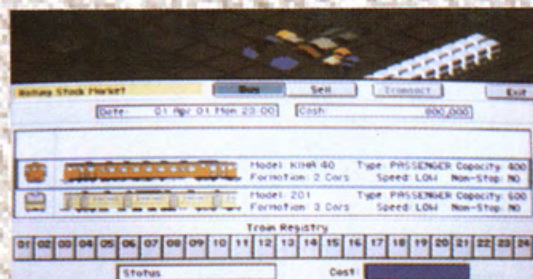 Rolling Stock Market Buy Sell Transact Exit
Date: 01 Apr 01 Mon 23:00 Cash: 800,000
Model: KIHA 40 Type: PASSENGER Capacity: 400
Formation: 2 Cars Speed: LOW Non-Stop: NO
Model: 201 Type: PASSENGER Capacity: 600
Formation: 3 Cars Speed: LOW Non-Stop: NO
Train Registry
01 02 03 04 05 06 07 08 09 10 11 12 13 14 15 16 17 18 19 20 21 22 23 24
Status Cost: